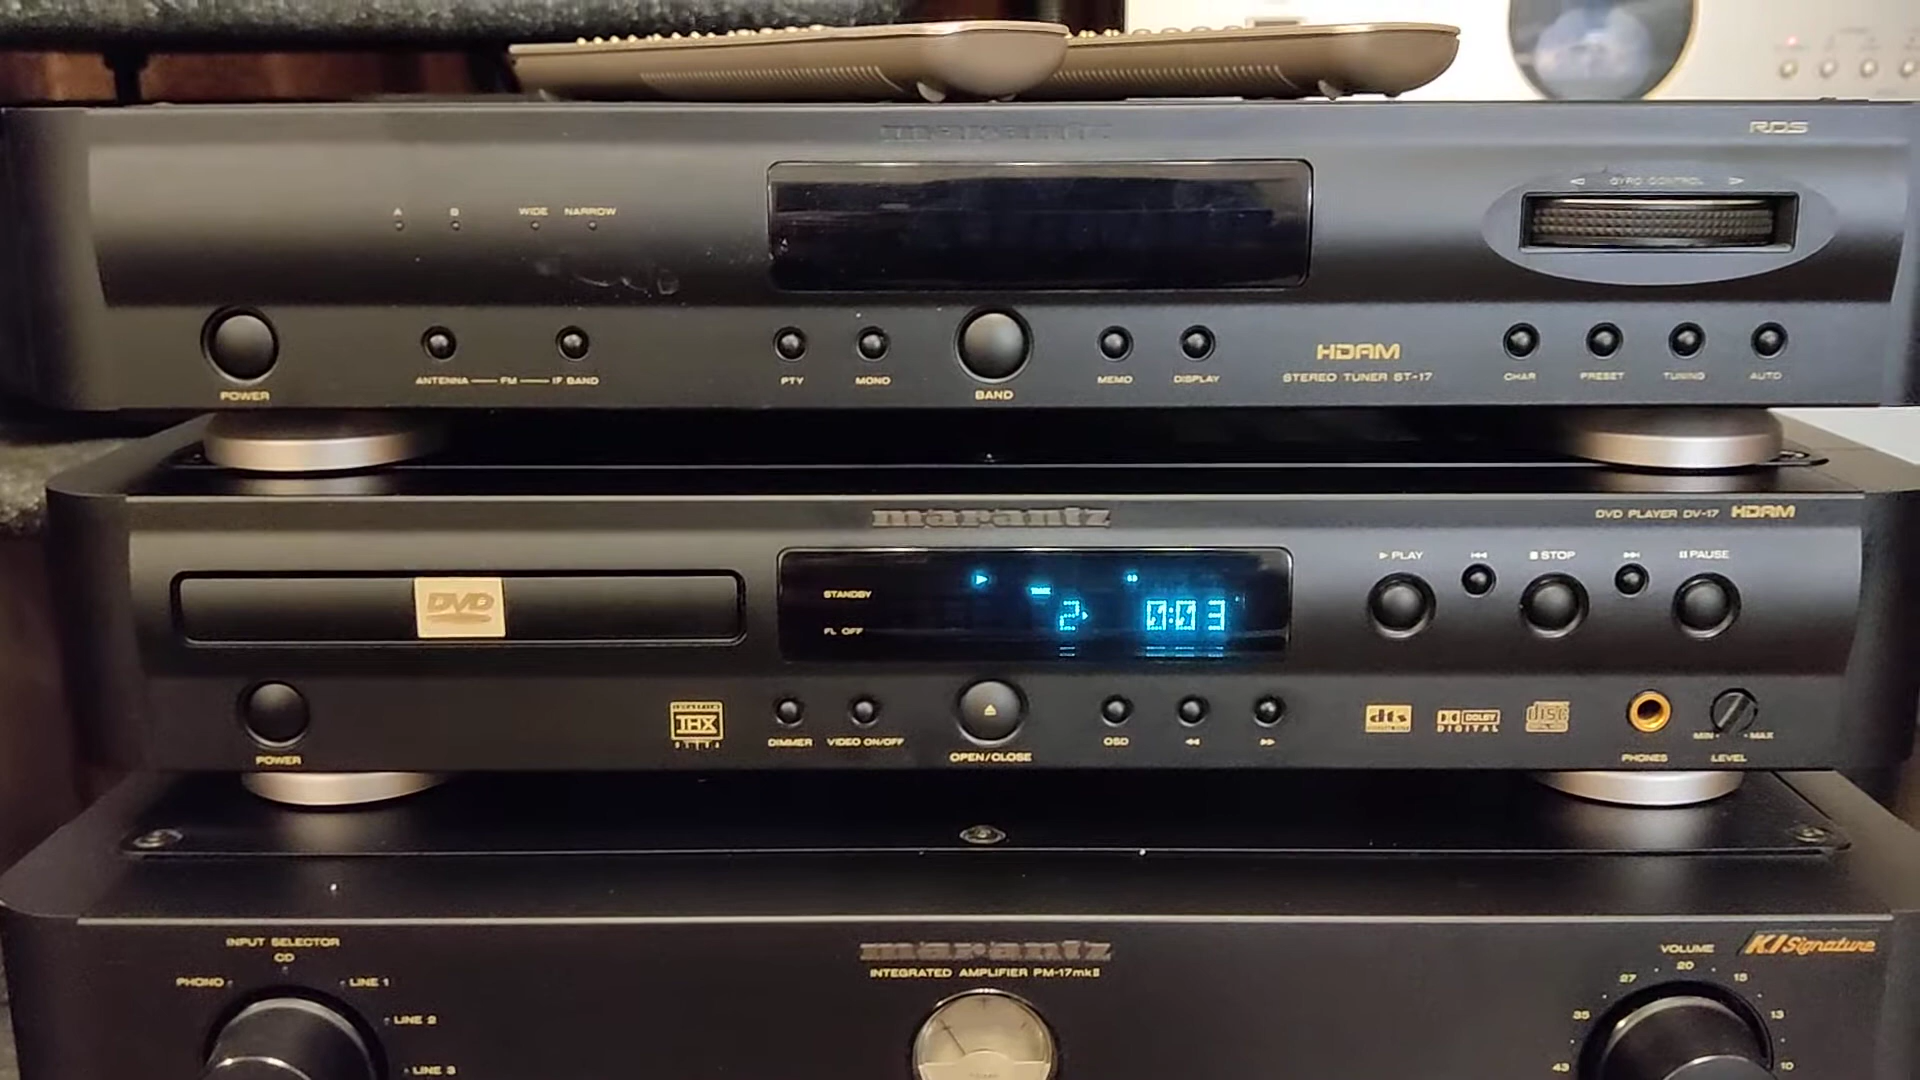 marantz
RDS
GYRO CONTROL
A B WIDE NARROW
POWER
ANTENNA FM IF BAND
PTY MONO
BAND
MEMO DISPLAY
HDAM
STEREO TUNER ST-17
CHAR PRESET TUNING AUTO
marantz
DVD PLAYER DV-17 HDAM
PLAY STOP PAUSE
DVD
STANDBY
FL OFF
TRACK
2 0:03
POWER
THX
ULTRA
DIMMER VIDEO ON/OFF
OPEN/CLOSE
OSD
dts
DOLBY
DIGITAL
disc
PHONES
MIN MAX
LEVEL
marantz
INTEGRATED AMPLIFIER PM-17mkII
KI Signature
INPUT SELECTOR
CD
PHONO LINE 1
LINE 2
LINE 3
VOLUME
20
27 15
35 13
43 10